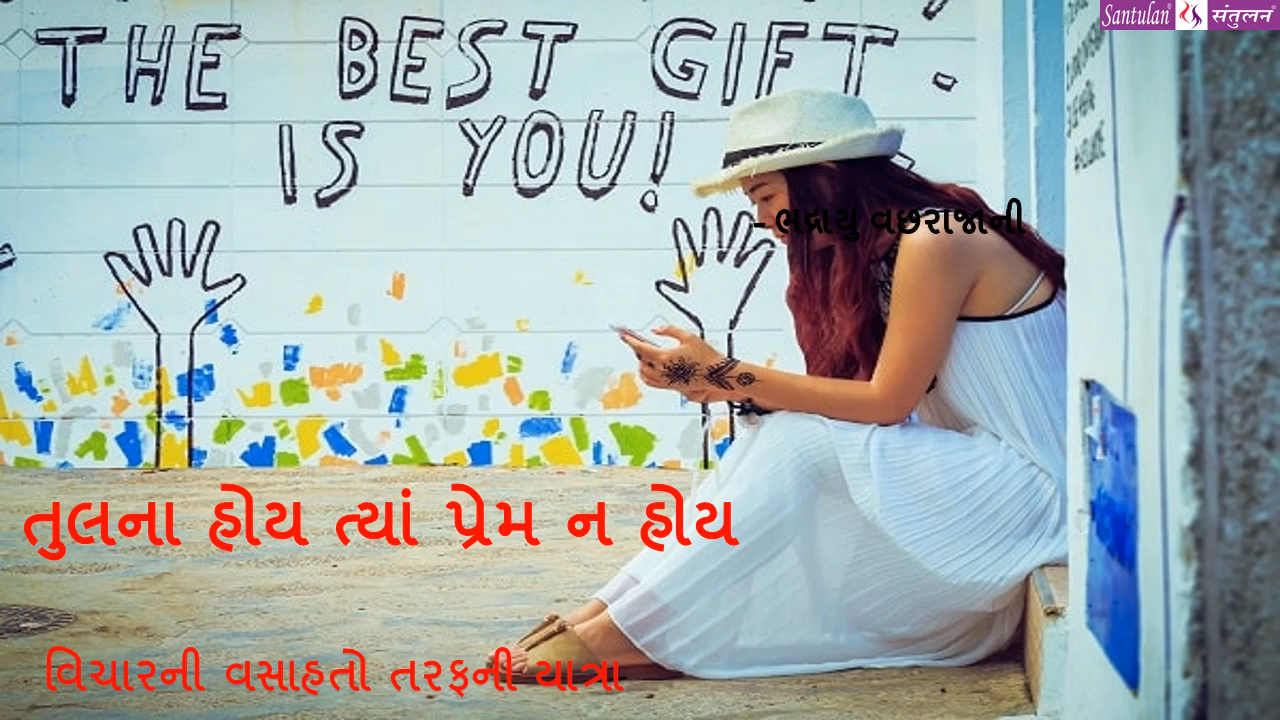 Santulan संतुलन
THE BEST GIFT
IS YOU!
- ભદ્રાયુ વછરાજાની
તુલના હોય ત્યાં પ્રેમ ન હોય
વિચારની વસાહતો તરફની યાત્રા